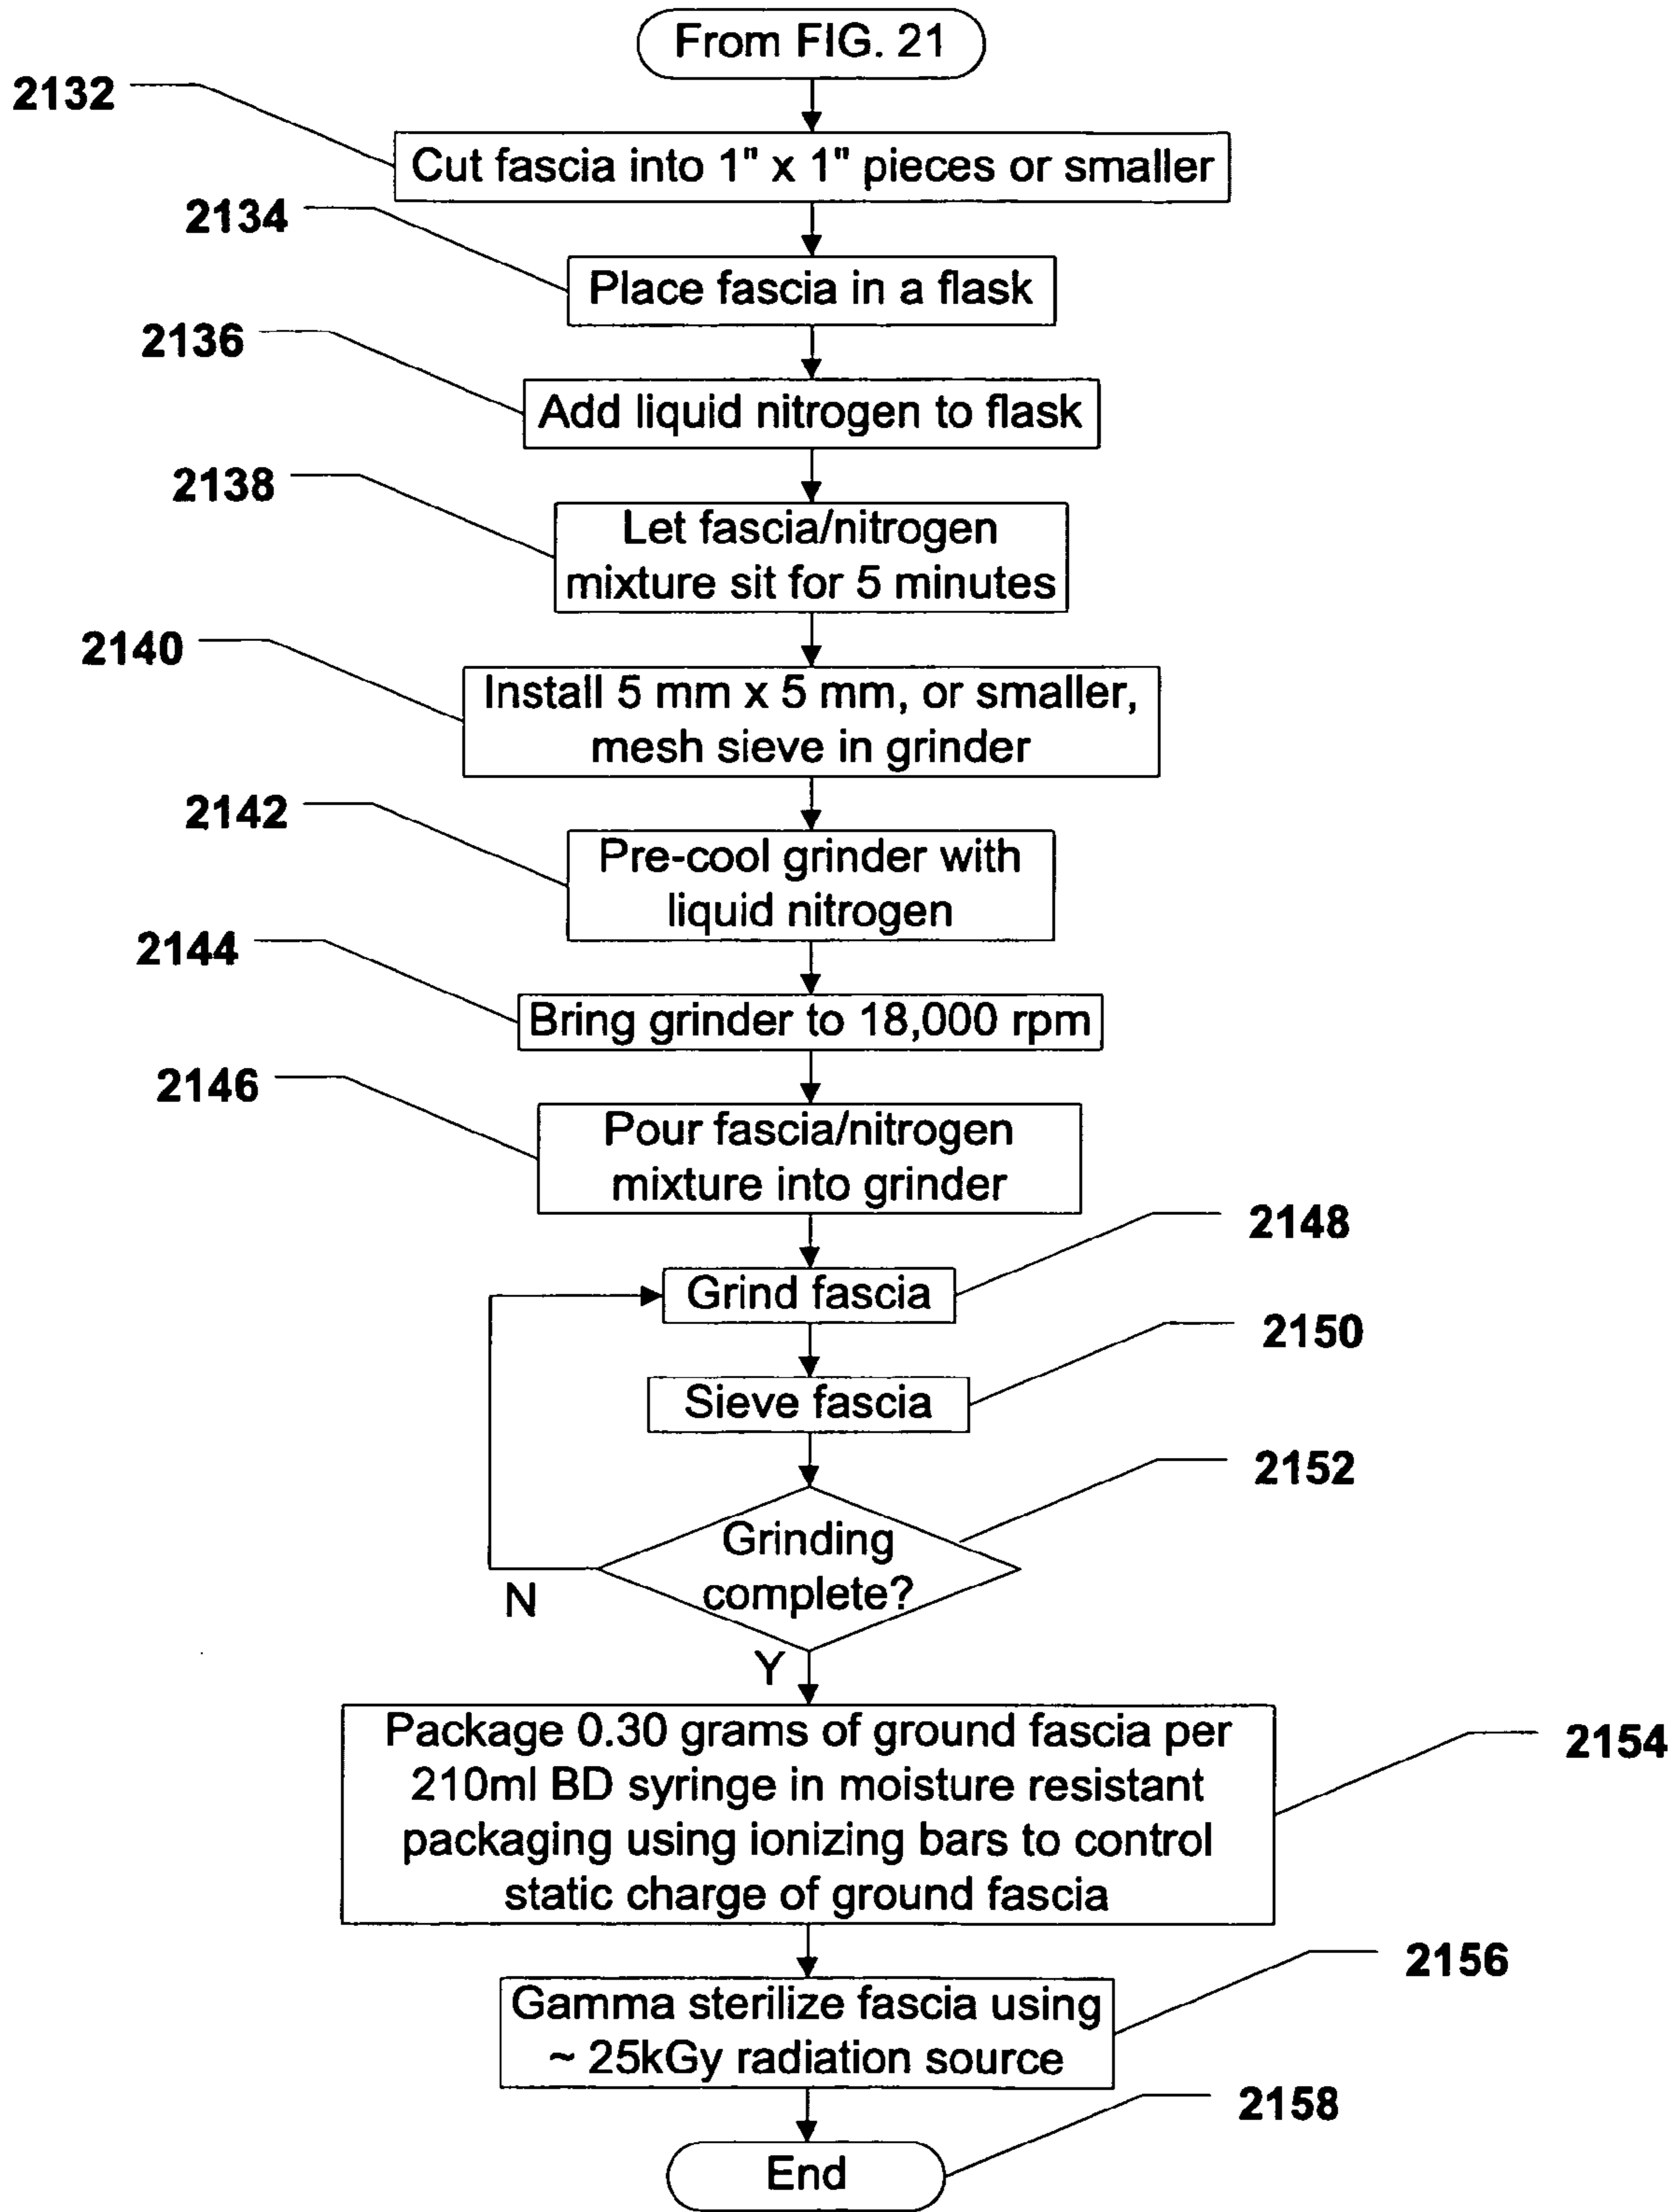 From FIG. 21
2132
Cut fascia into 1" x 1" pieces or smaller
2134
Place fascia in a flask
2136
Add liquid nitrogen to flask
2138
Let fascia/nitrogen
mixture sit for 5 minutes
2140
Install 5 mm x 5 mm, or smaller,
mesh sieve in grinder
2142
Pre-cool grinder with
liquid nitrogen
2144
Bring grinder to 18,000 rpm
2146
Pour fascia/nitrogen
mixture into grinder
2148
Grind fascia
2150
Sieve fascia
2152
Grinding
complete?
N
Y
Package 0.30 grams of ground fascia per
210ml BD syringe in moisture resistant
packaging using ionizing bars to control
static charge of ground fascia
2154
Gamma sterilize fascia using
~ 25kGy radiation source
2156
End
2158